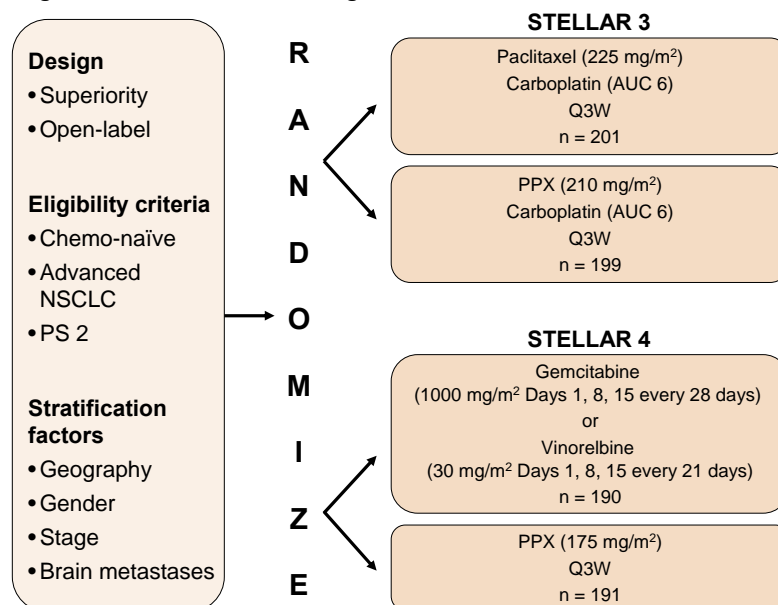 Design
• Superiority
• Open-label
Eligibility criteria
• Chemo-naïve
• Advanced
NSCLC
• PS 2
Stratification
factors
• Geography
• Gender
• Stage
• Brain metastases
R
A
N
D
O
M
I
Z
E
STELLAR 3
Paclitaxel (225 mg/m²)
Carboplatin (AUC 6)
Q3W
n = 201
PPX (210 mg/m²)
Carboplatin (AUC 6)
Q3W
n = 199
STELLAR 4
Gemcitabine
(1000 mg/m² Days 1, 8, 15 every 28 days)
or
Vinorelbine
(30 mg/m² Days 1, 8, 15 every 21 days)
n = 190
PPX (175 mg/m²)
Q3W
n = 191